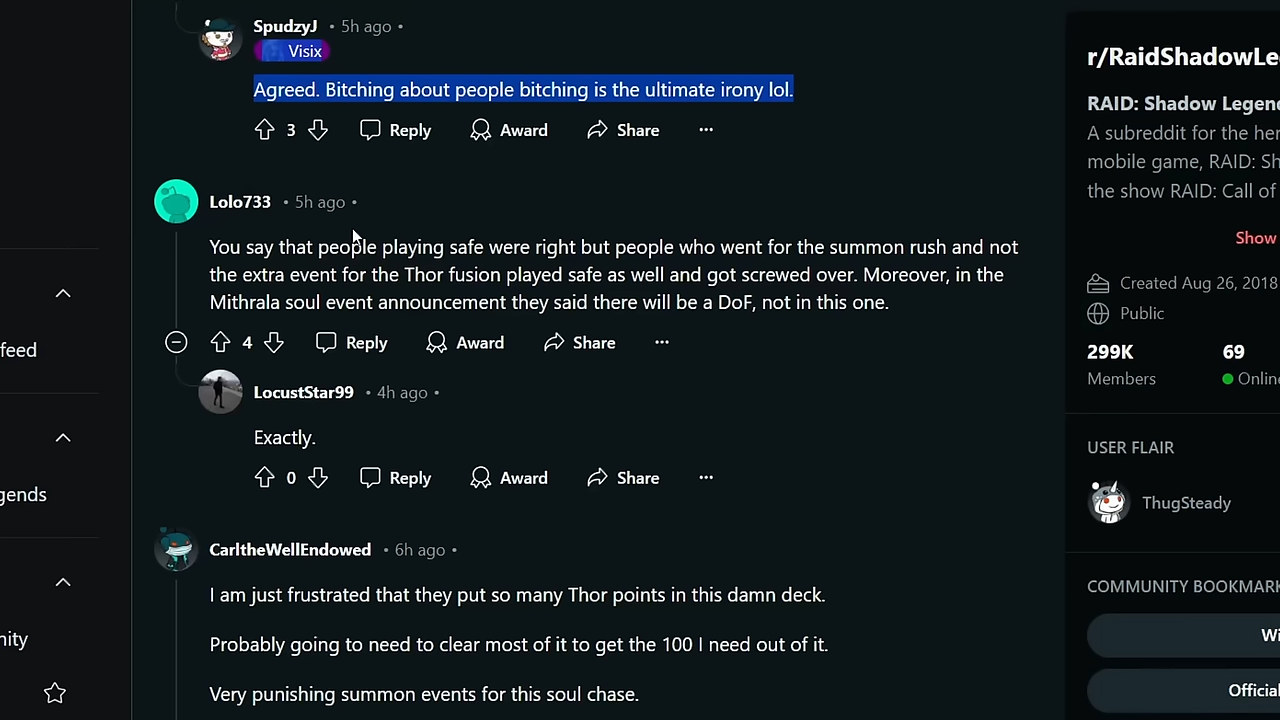 SpudzyJ • 5h ago •
Visix
Agreed. Bitching about people bitching is the ultimate irony lol.
3 Reply Award Share ...
Lolo733 • 5h ago •
You say that people playing safe were right but people who went for the summon rush and not
the extra event for the Thor fusion played safe as well and got screwed over. Moreover, in the
Mithrala soul event announcement they said there will be a DoF, not in this one.
4 Reply Award Share ...
LocustStar99 • 4h ago •
Exactly.
0 Reply Award Share ...
CarltheWellEndowed • 6h ago •
I am just frustrated that they put so many Thor points in this damn deck.
Probably going to need to clear most of it to get the 100 I need out of it.
Very punishing summon events for this soul chase.
feed
gends
nity
r/RaidShadowLe
RAID: Shadow Legend
A subreddit for the her
mobile game, RAID: Sh
the show RAID: Call of
Show
Created Aug 26, 2018
Public
299K 69
Members Online
USER FLAIR
ThugSteady
COMMUNITY BOOKMARK
Wi
Official